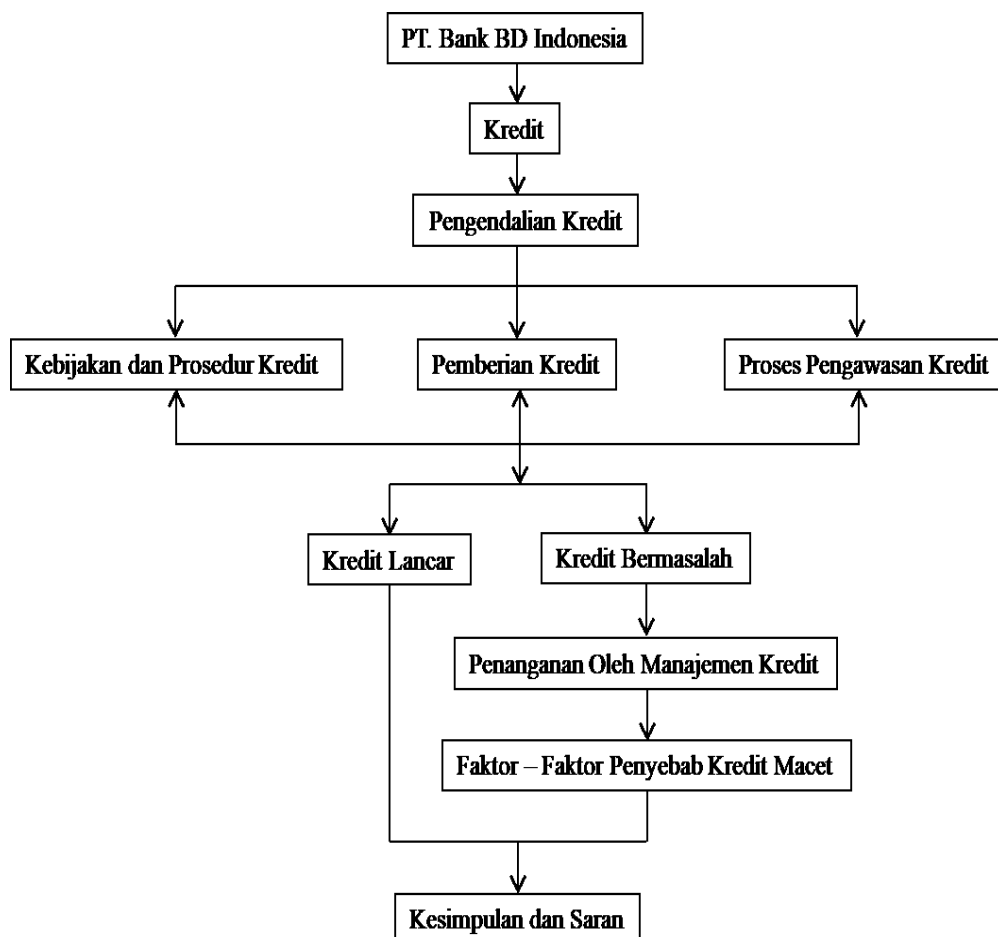 PT. Bank BD Indonesia
Kredit
Pengendalian Kredit
Kebijakan dan Prosedur Kredit
Pemberian Kredit
Proses Pengawasan Kredit
Kredit Lancar
Kredit Bermasalah
Penanganan Oleh Manajemen Kredit
Faktor – Faktor Penyebab Kredit Macet
Kesimpulan dan Saran